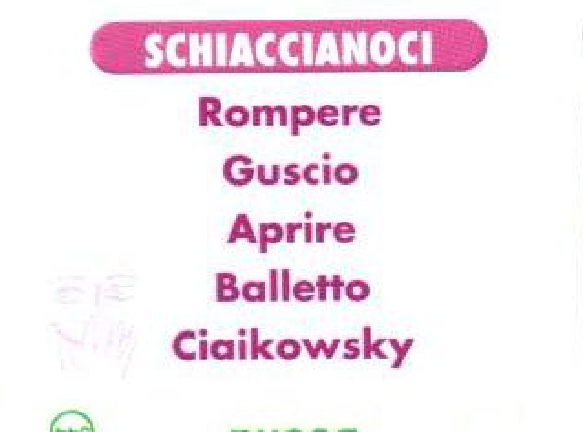 SCHIACCIANOCI
Rompere
Guscio
Aprire
Balletto
Ciaikowsky